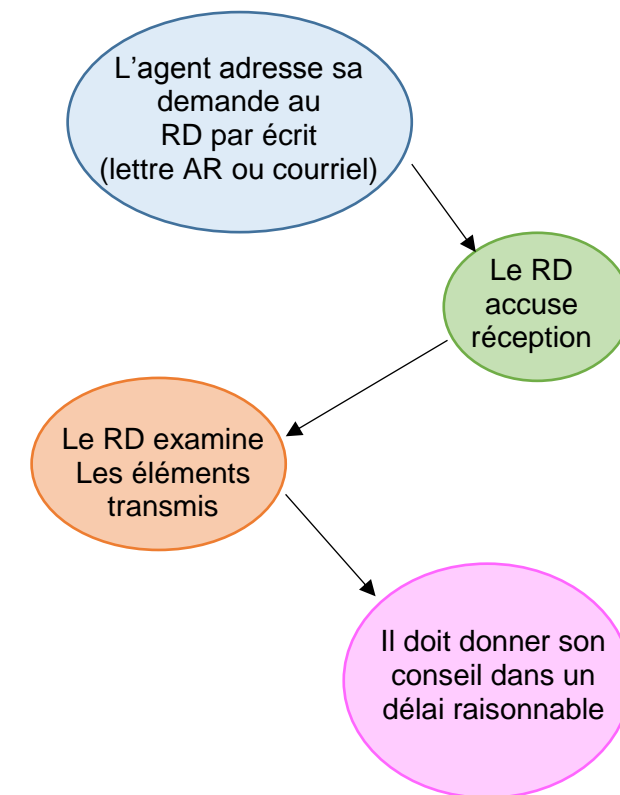 L’agent adresse sa
demande au
RD par écrit
(lettre AR ou courriel)
Le RD
accuse
réception
Le RD examine
Les éléments
transmis
Il doit donner son
conseil dans un
délai raisonnable